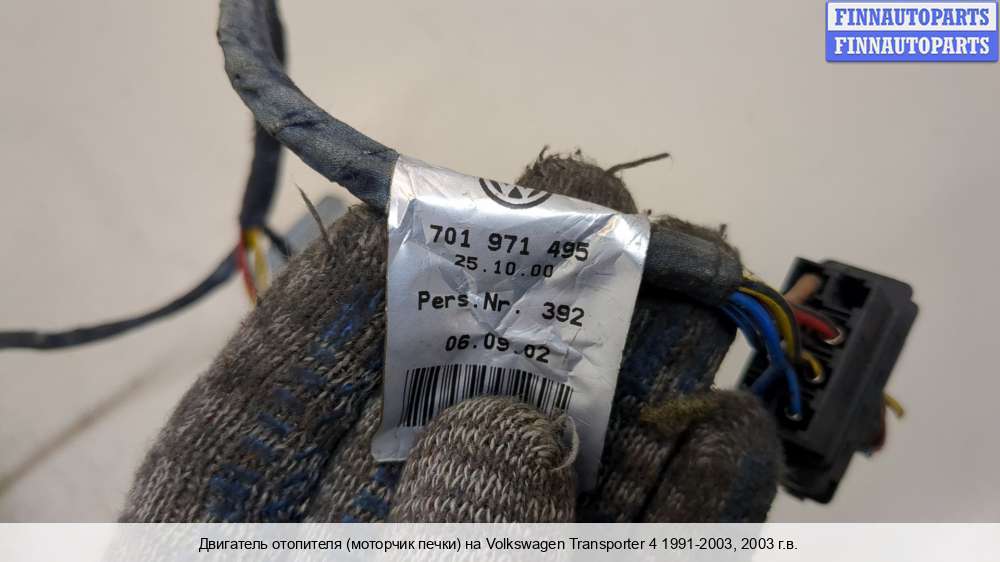 FINNAUTOPARTS
FINNAUTOPARTS
701 971 495
25.10.00
Pers.Nr. 392
06.09.02
Двигатель отопителя (моторчик печки) на Volkswagen Transporter 4 1991-2003, 2003 г.в.